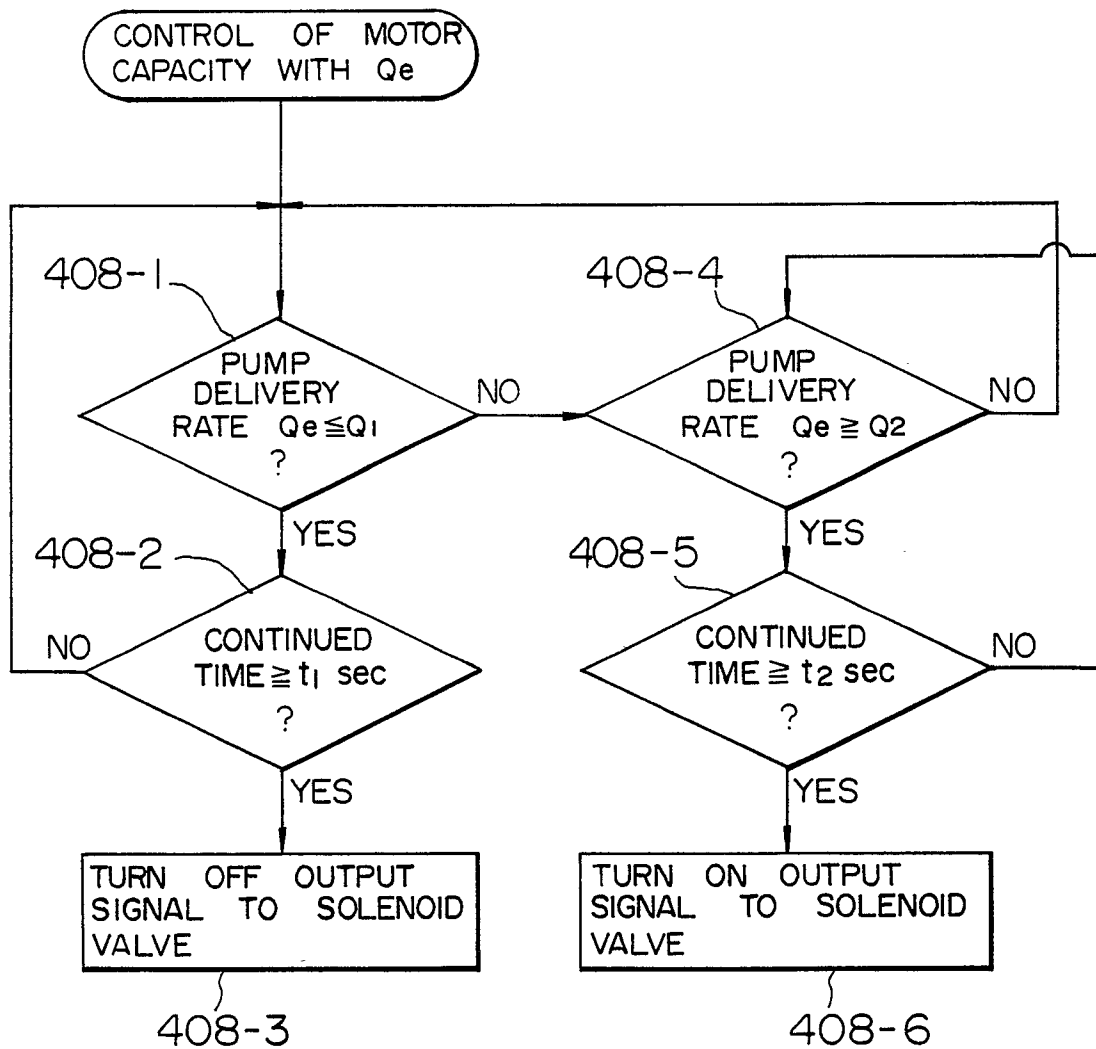 CONTROL OF MOTOR
CAPACITY WITH Qe
408-1
PUMP
DELIVERY
RATE Qe≦Q1
?
NO
YES
408-4
PUMP
DELIVERY
RATE Qe≧Q2
?
NO
YES
408-2
CONTINUED
TIME≧t1 sec
?
NO
YES
408-5
CONTINUED
TIME≧t2 sec
?
NO
YES
TURN OFF OUTPUT
SIGNAL TO SOLENOID
VALVE
408-3
TURN ON OUTPUT
SIGNAL TO SOLENOID
VALVE
408-6